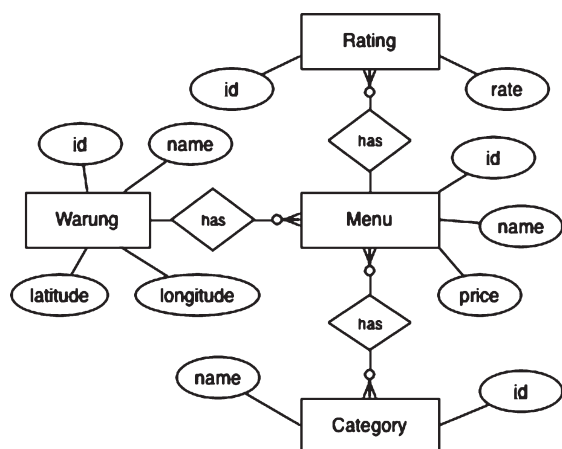 Rating
id
rate
has
id
name
id
Warung
has
Menu
name
latitude
longitude
price
has
name
id
Category